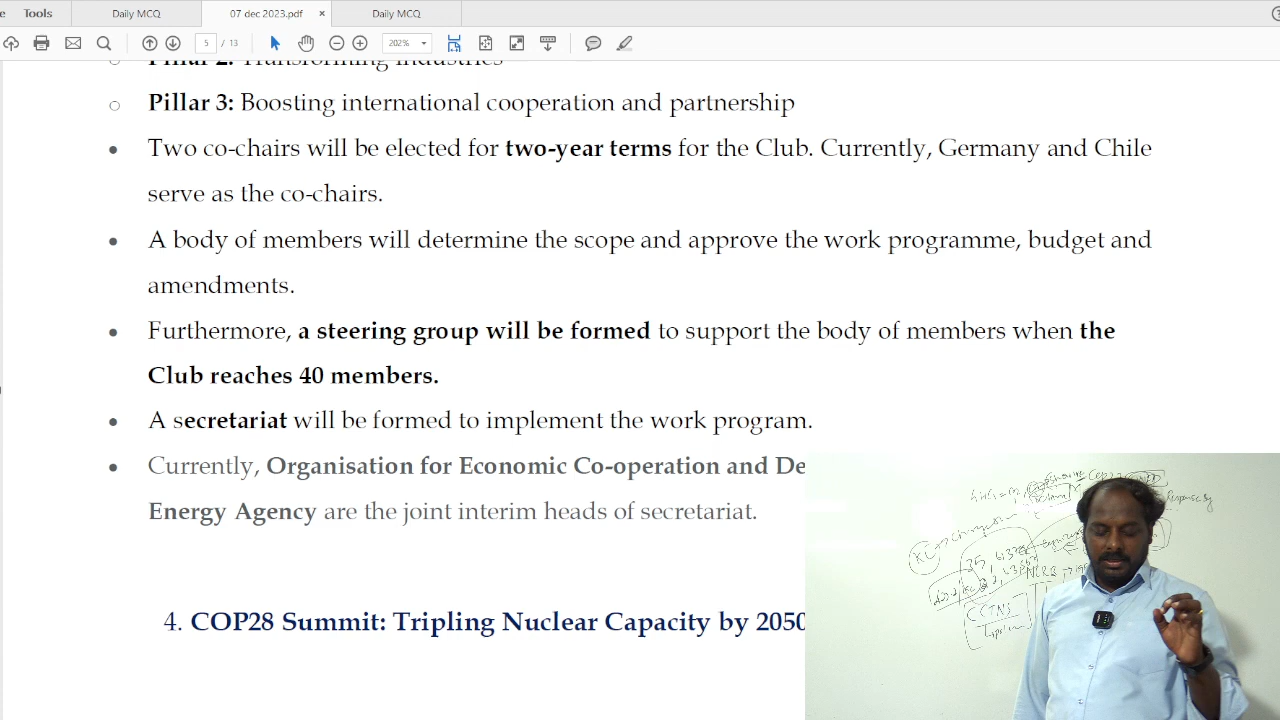 Tools
Daily MCQ
07 dec 2023.pdf ×
Daily MCQ
5 / 13
202%
Pillar 2: Transforming industries
Pillar 3: Boosting international cooperation and partnership
Two co-chairs will be elected for two-year terms for the Club. Currently, Germany and Chile
serve as the co-chairs.
A body of members will determine the scope and approve the work programme, budget and
amendments.
Furthermore, a steering group will be formed to support the body of members when the
Club reaches 40 members.
A secretariat will be formed to implement the work program.
Currently, Organisation for Economic Co-operation and De
Energy Agency are the joint interim heads of secretariat.
4. COP28 Summit: Tripling Nuclear Capacity by 2050